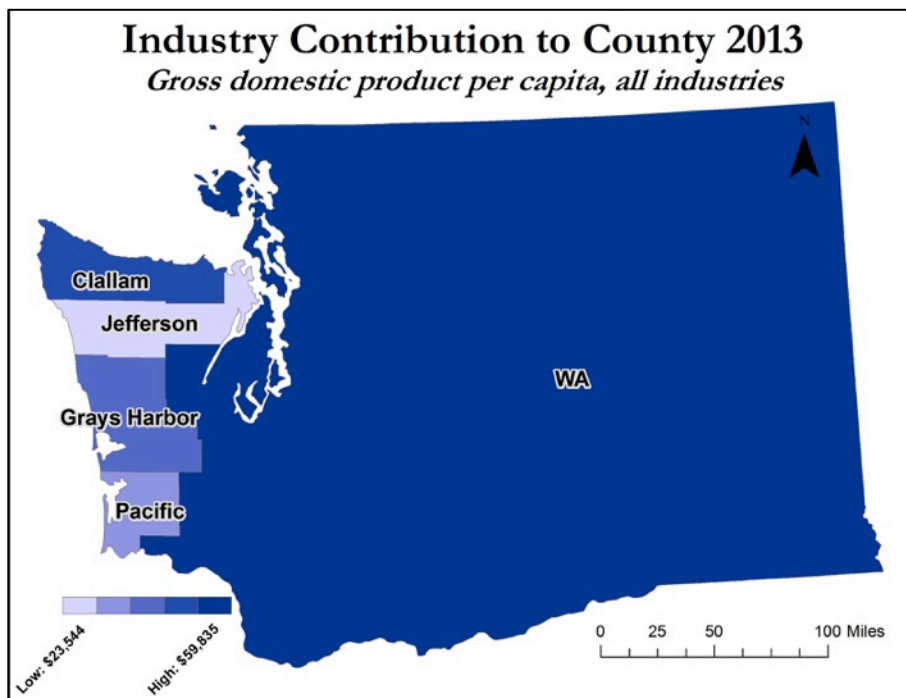 Industry Contribution to County 2013
Gross domestic product per capita, all industries
N
Clallam
Jefferson
WA
Grays Harbor
Pacific
Low: $23,544
High: $59,835
0 25 50 100 Miles